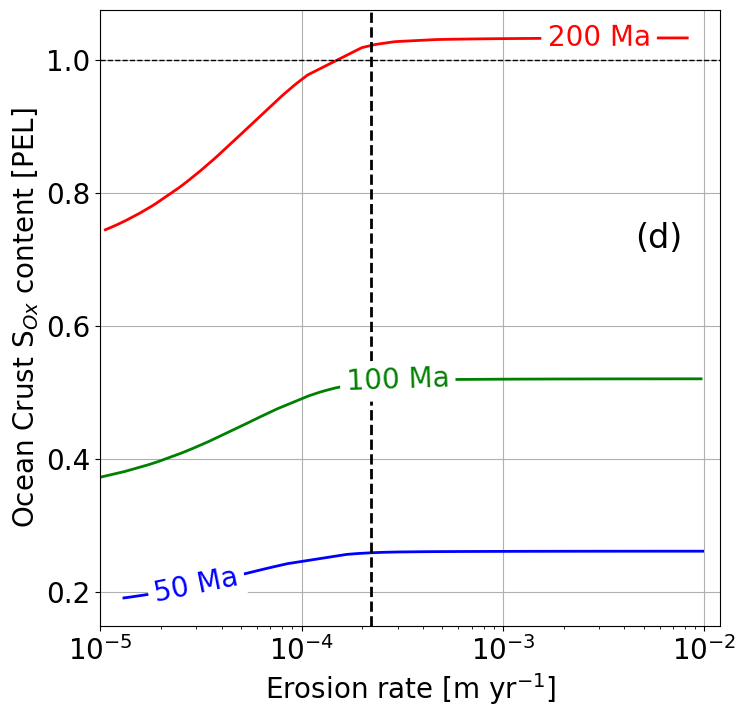 Ocean Crust S_{Ox} content [PEL]
1.0
0.8
0.6
0.4
0.2
200 Ma
(d)
100 Ma
50 Ma
10^{-5}
10^{-4}
10^{-3}
10^{-2}
Erosion rate [m yr^{-1}]